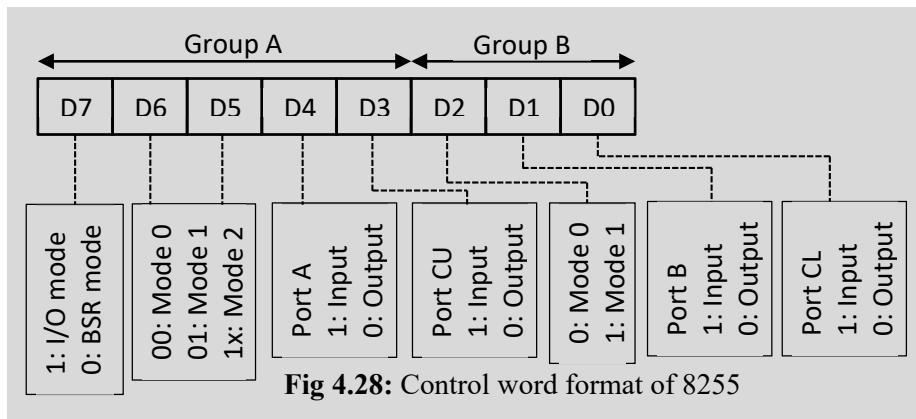 Group A Group B
D7 D6 D5 D4 D3 D2 D1 D0
1: I/O mode
0: BSR mode
00: Mode 0
01: Mode 1
1x: Mode 2
Port A
1: Input
0: Output
Port CU
1: Input
0: Output
0: Mode 0
1: Mode 1
Port B
1: Input
0: Output
Port CL
1: Input
0: Output
Fig 4.28: Control word format of 8255